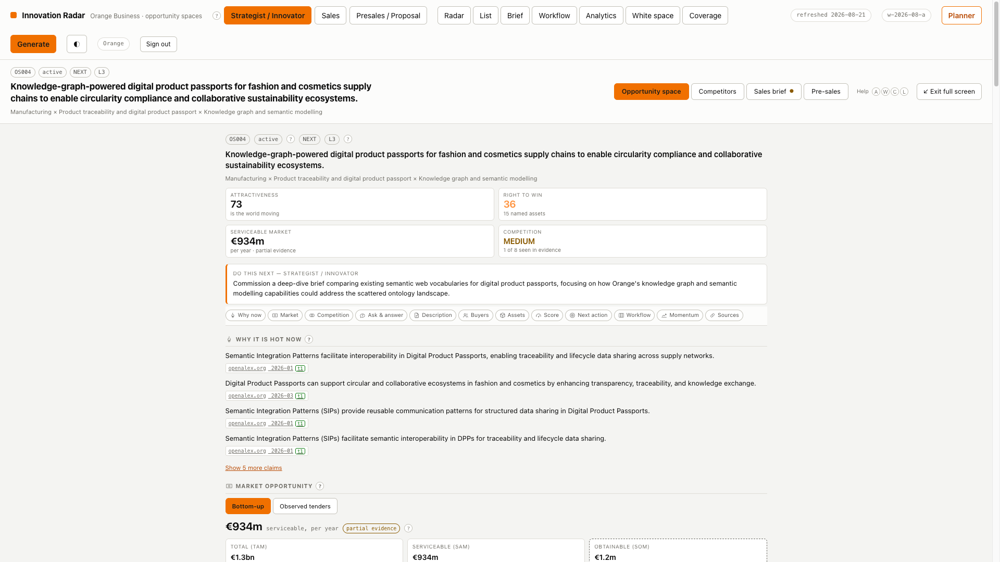 Innovation Radar Orange Business · opportunity spaces ? Strategist / Innovator Sales Presales / Proposal Radar List Brief Workflow Analytics White space Coverage refreshed 2026-08-21 w-2026-08-a Planner
Generate Orange Sign out
OS004 active NEXT L3
Knowledge-graph-powered digital product passports for fashion and cosmetics supply
chains to enable circularity compliance and collaborative sustainability ecosystems.
Manufacturing × Product traceability and digital product passport × Knowledge graph and semantic modelling
Opportunity space Competitors Sales brief Pre-sales Help A W C L ↙ Exit full screen
OS004 active ? NEXT L3 ?
Knowledge-graph-powered digital product passports for fashion and cosmetics supply chains to enable circularity compliance and collaborative
sustainability ecosystems.
Manufacturing × Product traceability and digital product passport × Knowledge graph and semantic modelling
ATTRACTIVENESS
73
is the world moving
RIGHT TO WIN
36
15 named assets
SERVICEABLE MARKET
€934m
per year · partial evidence
COMPETITION
MEDIUM
1 of 8 seen in evidence
DO THIS NEXT — STRATEGIST / INNOVATOR
Commission a deep-dive brief comparing existing semantic web vocabularies for digital product passports, focusing on how Orange's knowledge graph and semantic
modelling capabilities could address the scattered ontology landscape.
Why now Market Competition Ask & answer Description Buyers Assets Score Next action Workflow Momentum Sources
WHY IT IS HOT NOW ?
Semantic Integration Patterns facilitate interoperability in Digital Product Passports, enabling traceability and lifecycle data sharing across supply networks.
openalex.org 2026-01 t1
Digital Product Passports can support circular and collaborative ecosystems in fashion and cosmetics by enhancing transparency, traceability, and knowledge exchange.
openalex.org 2026-03 t1
Semantic Integration Patterns (SIPs) provide reusable communication patterns for structured data sharing in Digital Product Passports.
openalex.org 2026-01 t1
Semantic Integration Patterns (SIPs) facilitate semantic interoperability in DPPs for traceability and lifecycle data sharing.
openalex.org 2026-01 t1
Show 5 more claims
MARKET OPPORTUNITY ?
Bottom-up Observed tenders
€934m serviceable, per year partial evidence ?
TOTAL (TAM)
€1.3bn
SERVICEABLE (SAM)
€934m
OBTAINABLE (SOM)
€1.2m